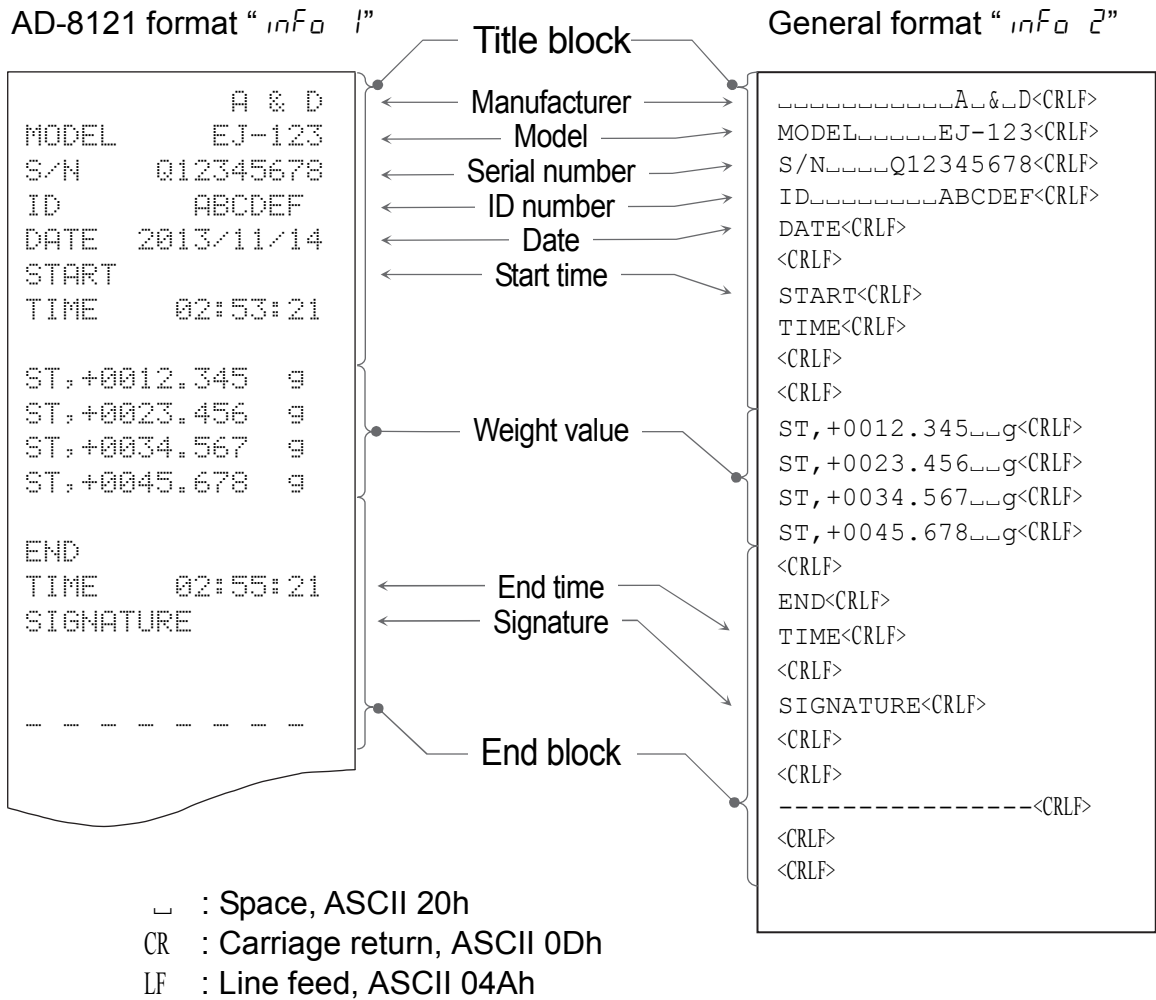 AD-8121 format “ inFo 1”
A & D
MODEL EJ-123
S/N Q12345678
ID ABCDEF
DATE 2013/11/14
START
TIME 02:53:21
ST,+0012.345 g
ST,+0023.456 g
ST,+0034.567 g
ST,+0045.678 g
END
TIME 02:55:21
SIGNATURE
_ _ _ _ _ _ _ _ _
Title block
Manufacturer
Model
Serial number
ID number
Date
Start time
Weight value
End time
Signature
End block
General format “ inFo 2”
␣␣␣␣␣␣␣␣␣␣␣A␣&␣D<CRLF>
MODEL␣␣␣␣␣EJ-123<CRLF>
S/N␣␣␣␣Q12345678<CRLF>
ID␣␣␣␣␣␣␣␣ABCDEF<CRLF>
DATE<CRLF>
<CRLF>
START<CRLF>
TIME<CRLF>
<CRLF>
<CRLF>
ST,+0012.345␣␣g<CRLF>
ST,+0023.456␣␣g<CRLF>
ST,+0034.567␣␣g<CRLF>
ST,+0045.678␣␣g<CRLF>
<CRLF>
END<CRLF>
TIME<CRLF>
<CRLF>
SIGNATURE<CRLF>
<CRLF>
<CRLF>
----------------<CRLF>
<CRLF>
<CRLF>
␣ : Space, ASCII 20h
CR : Carriage return, ASCII 0Dh
LF : Line feed, ASCII 04Ah